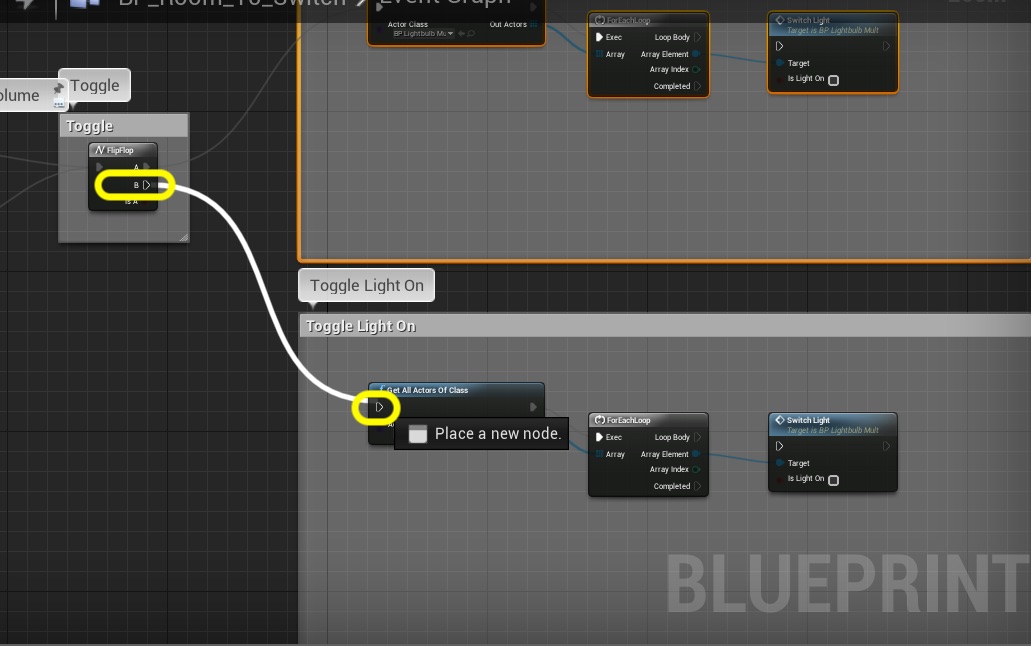 BP_Room_To_Switch
Event Graph
Actor Class
Out Actors
BP_Lightbulb Mu
ForEachLoop
Exec
Loop Body
Array
Array Element
Array Index
Completed
Switch Light
Target is BP Lightbulb Mult
Target
Is Light On
olume
Toggle
Toggle
FlipFlop
A
B
Is A
Toggle Light On
Toggle Light On
Get All Actors Of Class
Place a new node.
ForEachLoop
Exec
Loop Body
Array
Array Element
Array Index
Completed
Switch Light
Target is BP Lightbulb Mult
Target
Is Light On
BLUEPRINT